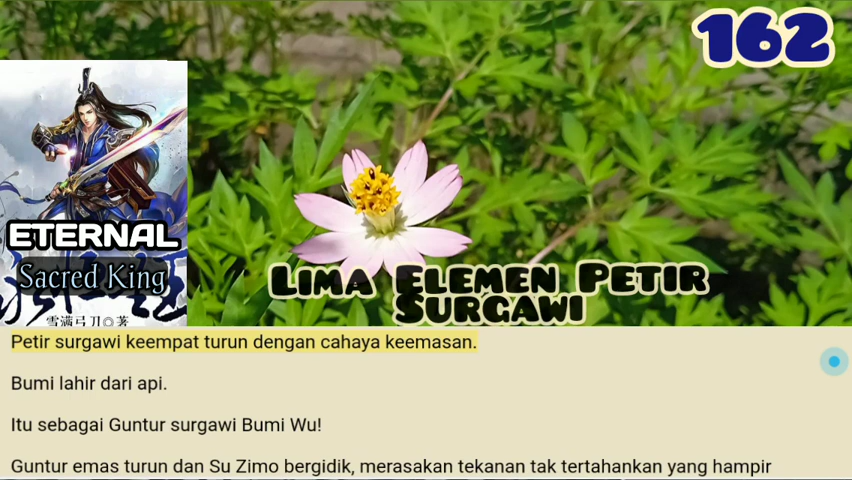 162
ETERNAL
Sacred King
雪满弓刀◎著
LIMA ELEMEN PETIR
SURGAWI
Petir surgawi keempat turun dengan cahaya keemasan.
Bumi lahir dari api.
Itu sebagai Guntur surgawi Bumi Wu!
Guntur emas turun dan Su Zimo bergidik, merasakan tekanan tak tertahankan yang hampir